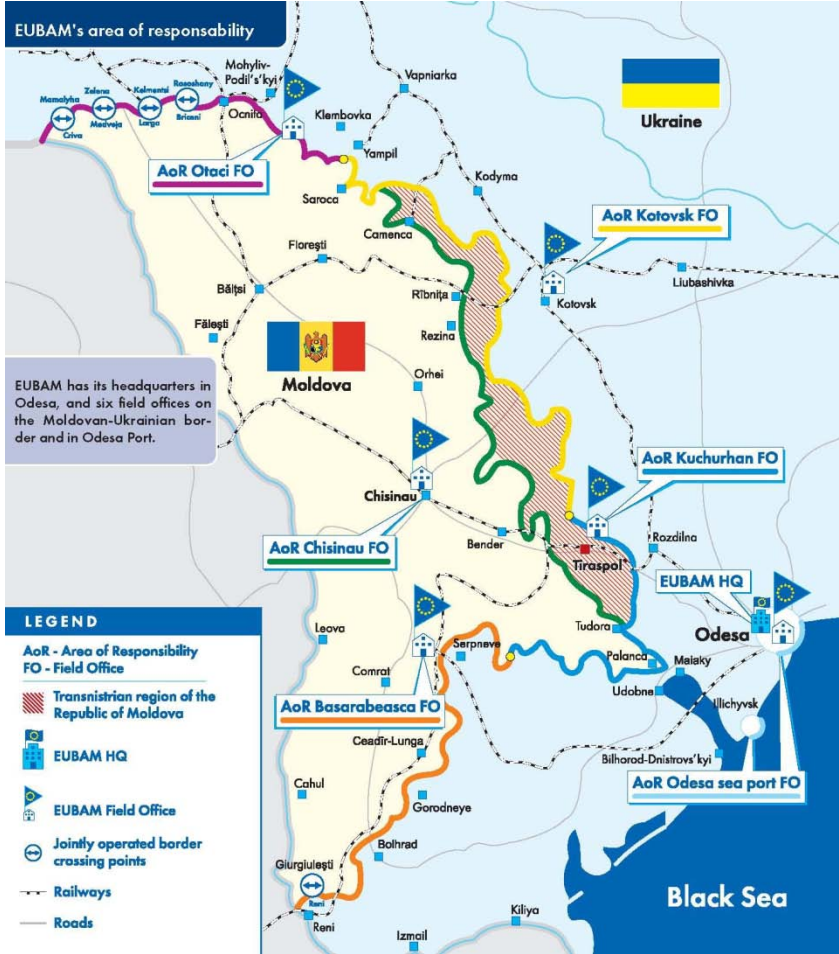 EUBAM's area of responsability
Mohyliv-
Podil's'kyi
Vapniarka
Ukraine
Mamalyha
Zelena
Kelmentsi
Rososhany
Criva
Medveja
Larga
Briceni
Ocnita
Klembovka
Yampil
AoR Otaci FO
Saroca
Kodyma
Camenca
AoR Kotovsk FO
Floreşti
Liubashivka
Bălţsi
Rîbniţa
Kotovsk
Făleşti
Rezina
Moldova
Orhei
EUBAM has its headquarters in
Odesa, and six field offices on
the Moldovan-Ukrainian bor-
der and in Odesa Port.
AoR Kuchurhan FO
Chisinau
AoR Chisinau FO
Bender
Tiraspol'
Rozdilna
EUBAM HQ
Odesa
LEGEND
AoR - Area of Responsibility
FO - Field Office
Transnistrian region of the
Republic of Moldova
EUBAM HQ
EUBAM Field Office
Jointly operated border
crossing points
Railways
Roads
Leova
Serpneve
Tudora
Palanca
Maiaky
Comrat
Udobne
Illichyvsk
AoR Basarabeasca FO
Ceadîr-Lunga
Bilhorod-Dnistrovs'kyi
AoR Odesa sea port FO
Cahul
Gorodneye
Bolhrad
Giurgiuleşti
Reni
Reni
Black Sea
Kiliya
Izmail